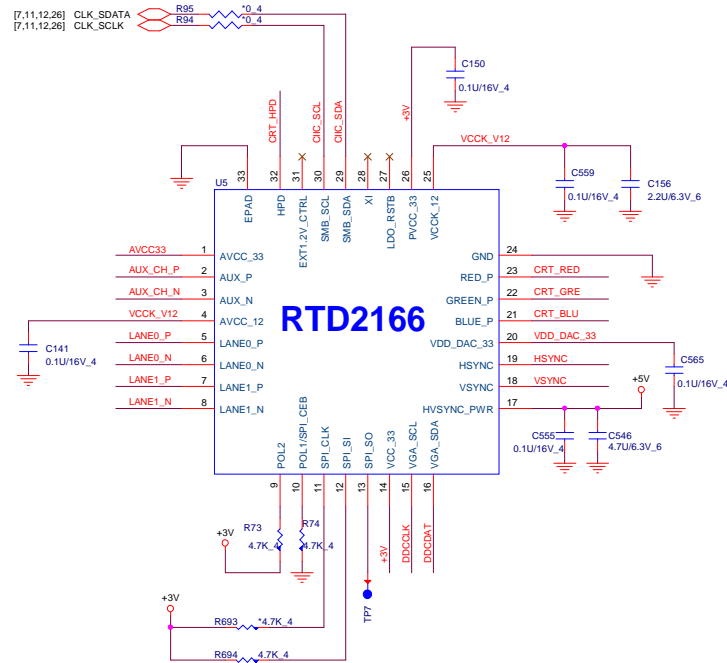 [7,11,12,26] CLK_SDATA R95 *0_4
[7,11,12,26] CLK_SCLK R94 *0_4
C150
0.1U/16V_4
CRT_HPD
CIIC_SCL
CIIC_SDA
+3V
VCCK_V12
C559
0.1U/16V_4
C156
2.2U/6.3V_6
33 32 31 30 29 28 27 26 25
U5
EPAD
HPD
EXT1.2V_CTRL
SMB_SCL
SMB_SDA
XI
LDO_RSTB
PVCC_33
VCCK_12
AVCC33 1 AVCC_33
AUX_CH_P 2 AUX_P
AUX_CH_N 3 AUX_N
VCCK_V12 4 AVCC_12
LANE0_P 5 LANE0_P
LANE0_N 6 LANE0_N
LANE1_P 7 LANE1_P
LANE1_N 8 LANE1_N
C141
0.1U/16V_4
RTD2166
GND 24
RED_P 23 CRT_RED
GREEN_P 22 CRT_GRE
BLUE_P 21 CRT_BLU
VDD_DAC_33 20 VDD_DAC_33
HSYNC 19 HSYNC
VSYNC 18 VSYNC
HVSYNC_PWR 17
C565
0.1U/16V_4
+5V
C555
0.1U/16V_4
C546
4.7U/6.3V_6
POL2
POL1/SPI_CEB
SPI_CLK
SPI_SI
SPI_SO
VCC_33
VGA_SCL
VGA_SDA
9 10 11 12 13 14 15 16
+3V
R73
4.7K_4
R74
4.7K_4
+3V
DDCCLK
DDCDAT
TP7
+3V
R693 *4.7K_4
R694 4.7K_4